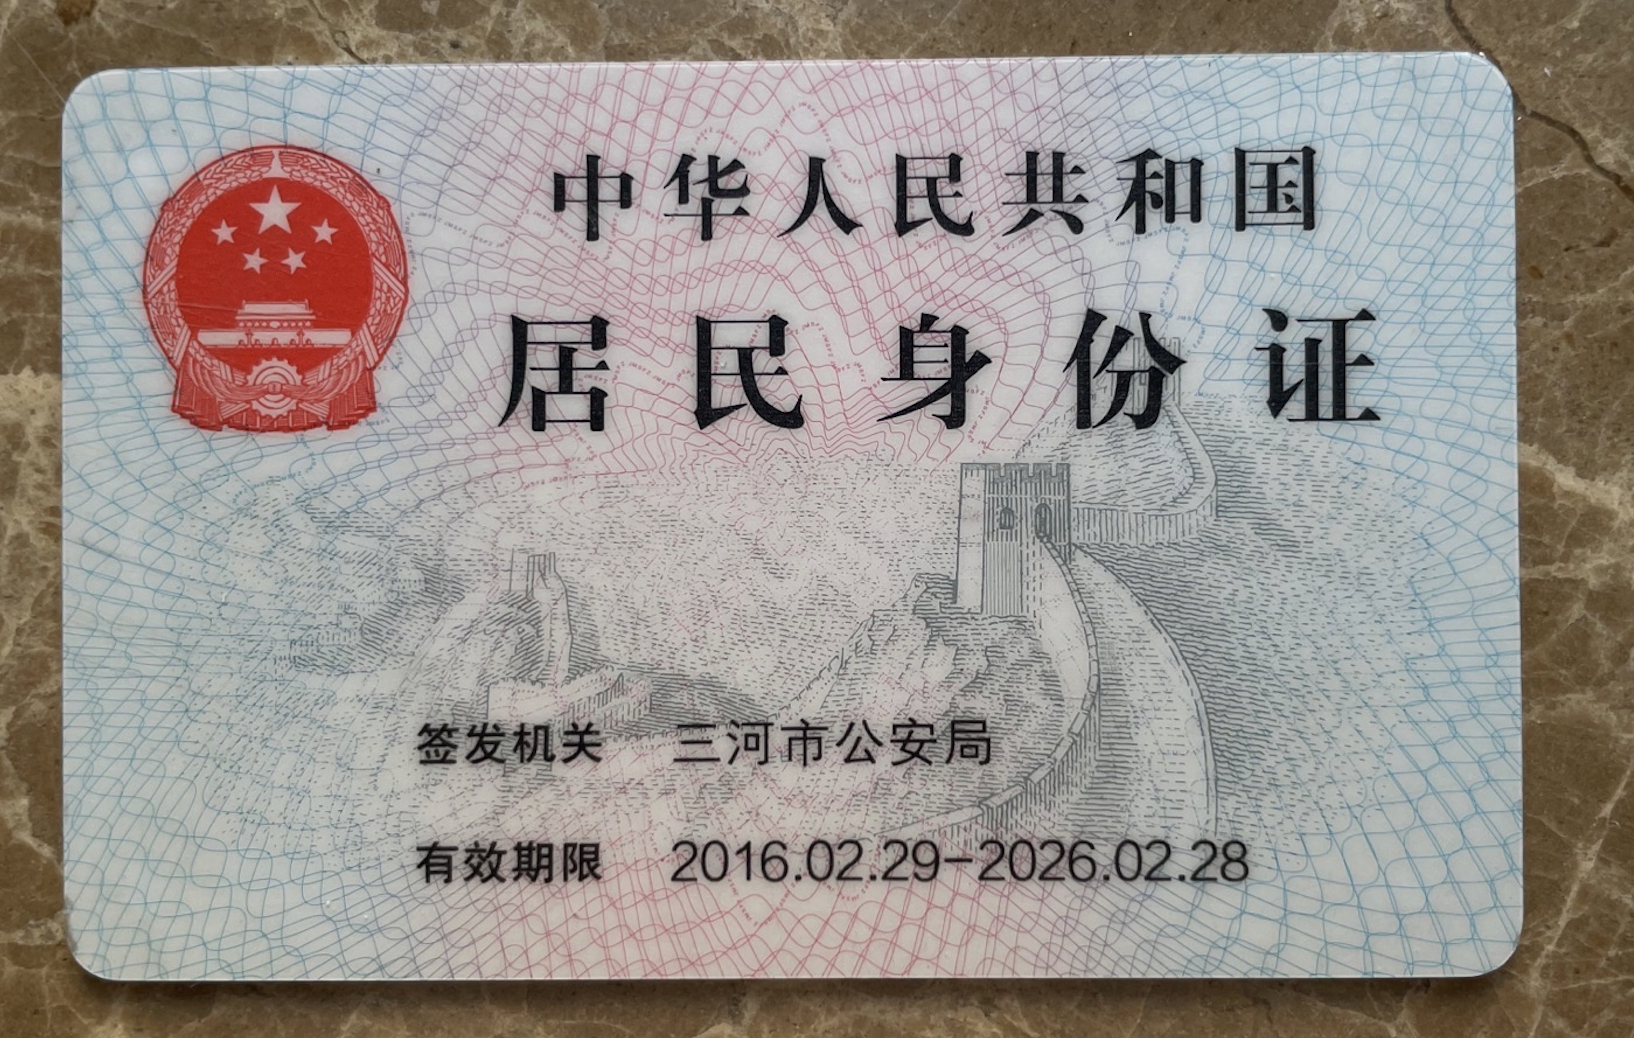 中华人民共和国
居民身份证
签发机关 三河市公安局
有效期限 2016.02.29-2026.02.28